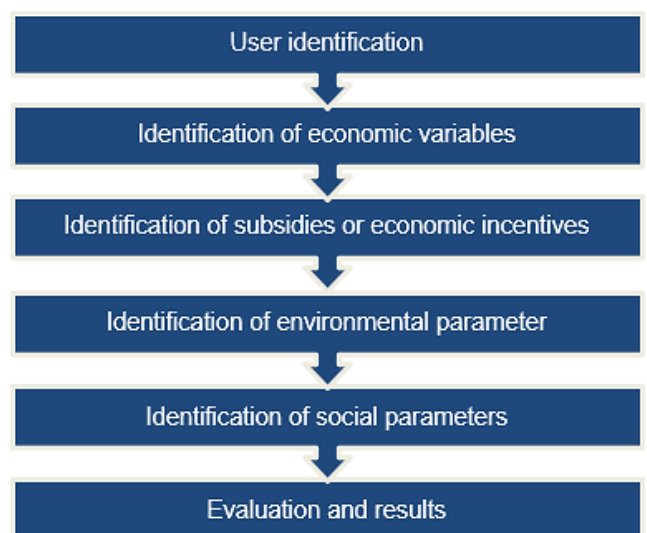 User identification
Identification of economic variables
Identification of subsidies or economic incentives
Identification of environmental parameter
Identification of social parameters
Evaluation and results